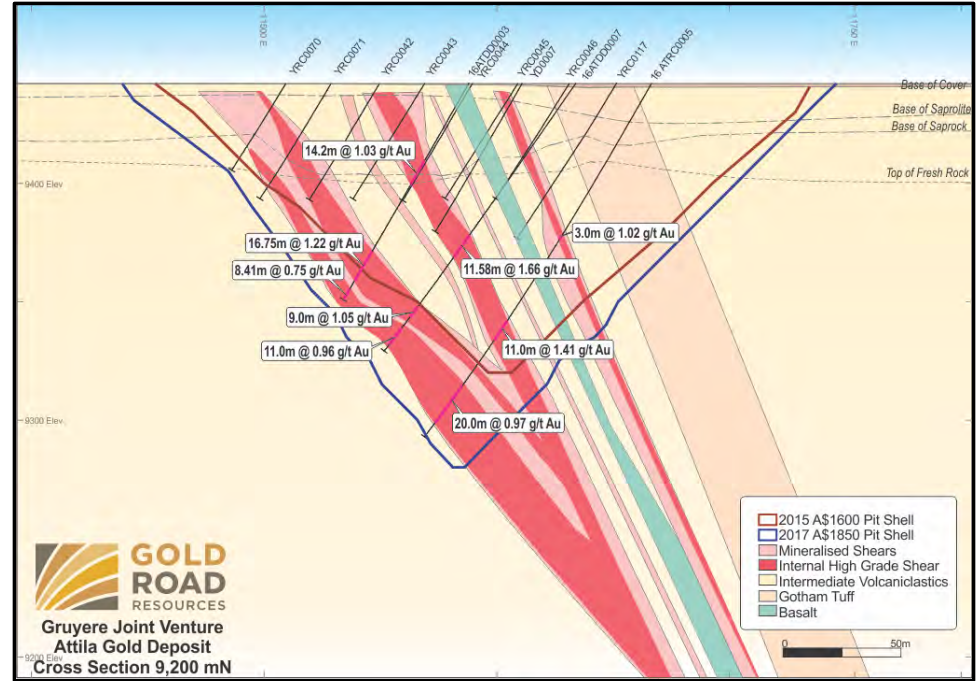 11500 E
11750 E
YRC0070
YRC0071
YRC0042
YRC0043
16ATDD0003
YRC0044
YRC0045
YD0007
YRC0046
16ATDD0007
YRC0117
16 ATRC0005
Base of Cover
Base of Saprolite
Base of Saprock
Top of Fresh Rock
9400 Elev
14.2m @ 1.03 g/t Au
3.0m @ 1.02 g/t Au
16.75m @ 1.22 g/t Au
8.41m @ 0.75 g/t Au
11.58m @ 1.66 g/t Au
9.0m @ 1.05 g/t Au
11.0m @ 0.96 g/t Au
11.0m @ 1.41 g/t Au
9300 Elev
20.0m @ 0.97 g/t Au
2015 A$1600 Pit Shell
2017 A$1850 Pit Shell
Mineralised Shears
Internal High Grade Shear
Intermediate Volcaniclastics
Gotham Tuff
Basalt
0 50m
GOLD
ROAD
RESOURCES
Gruyere Joint Venture
Attila Gold Deposit
Cross Section 9,200 mN
9200 Elev